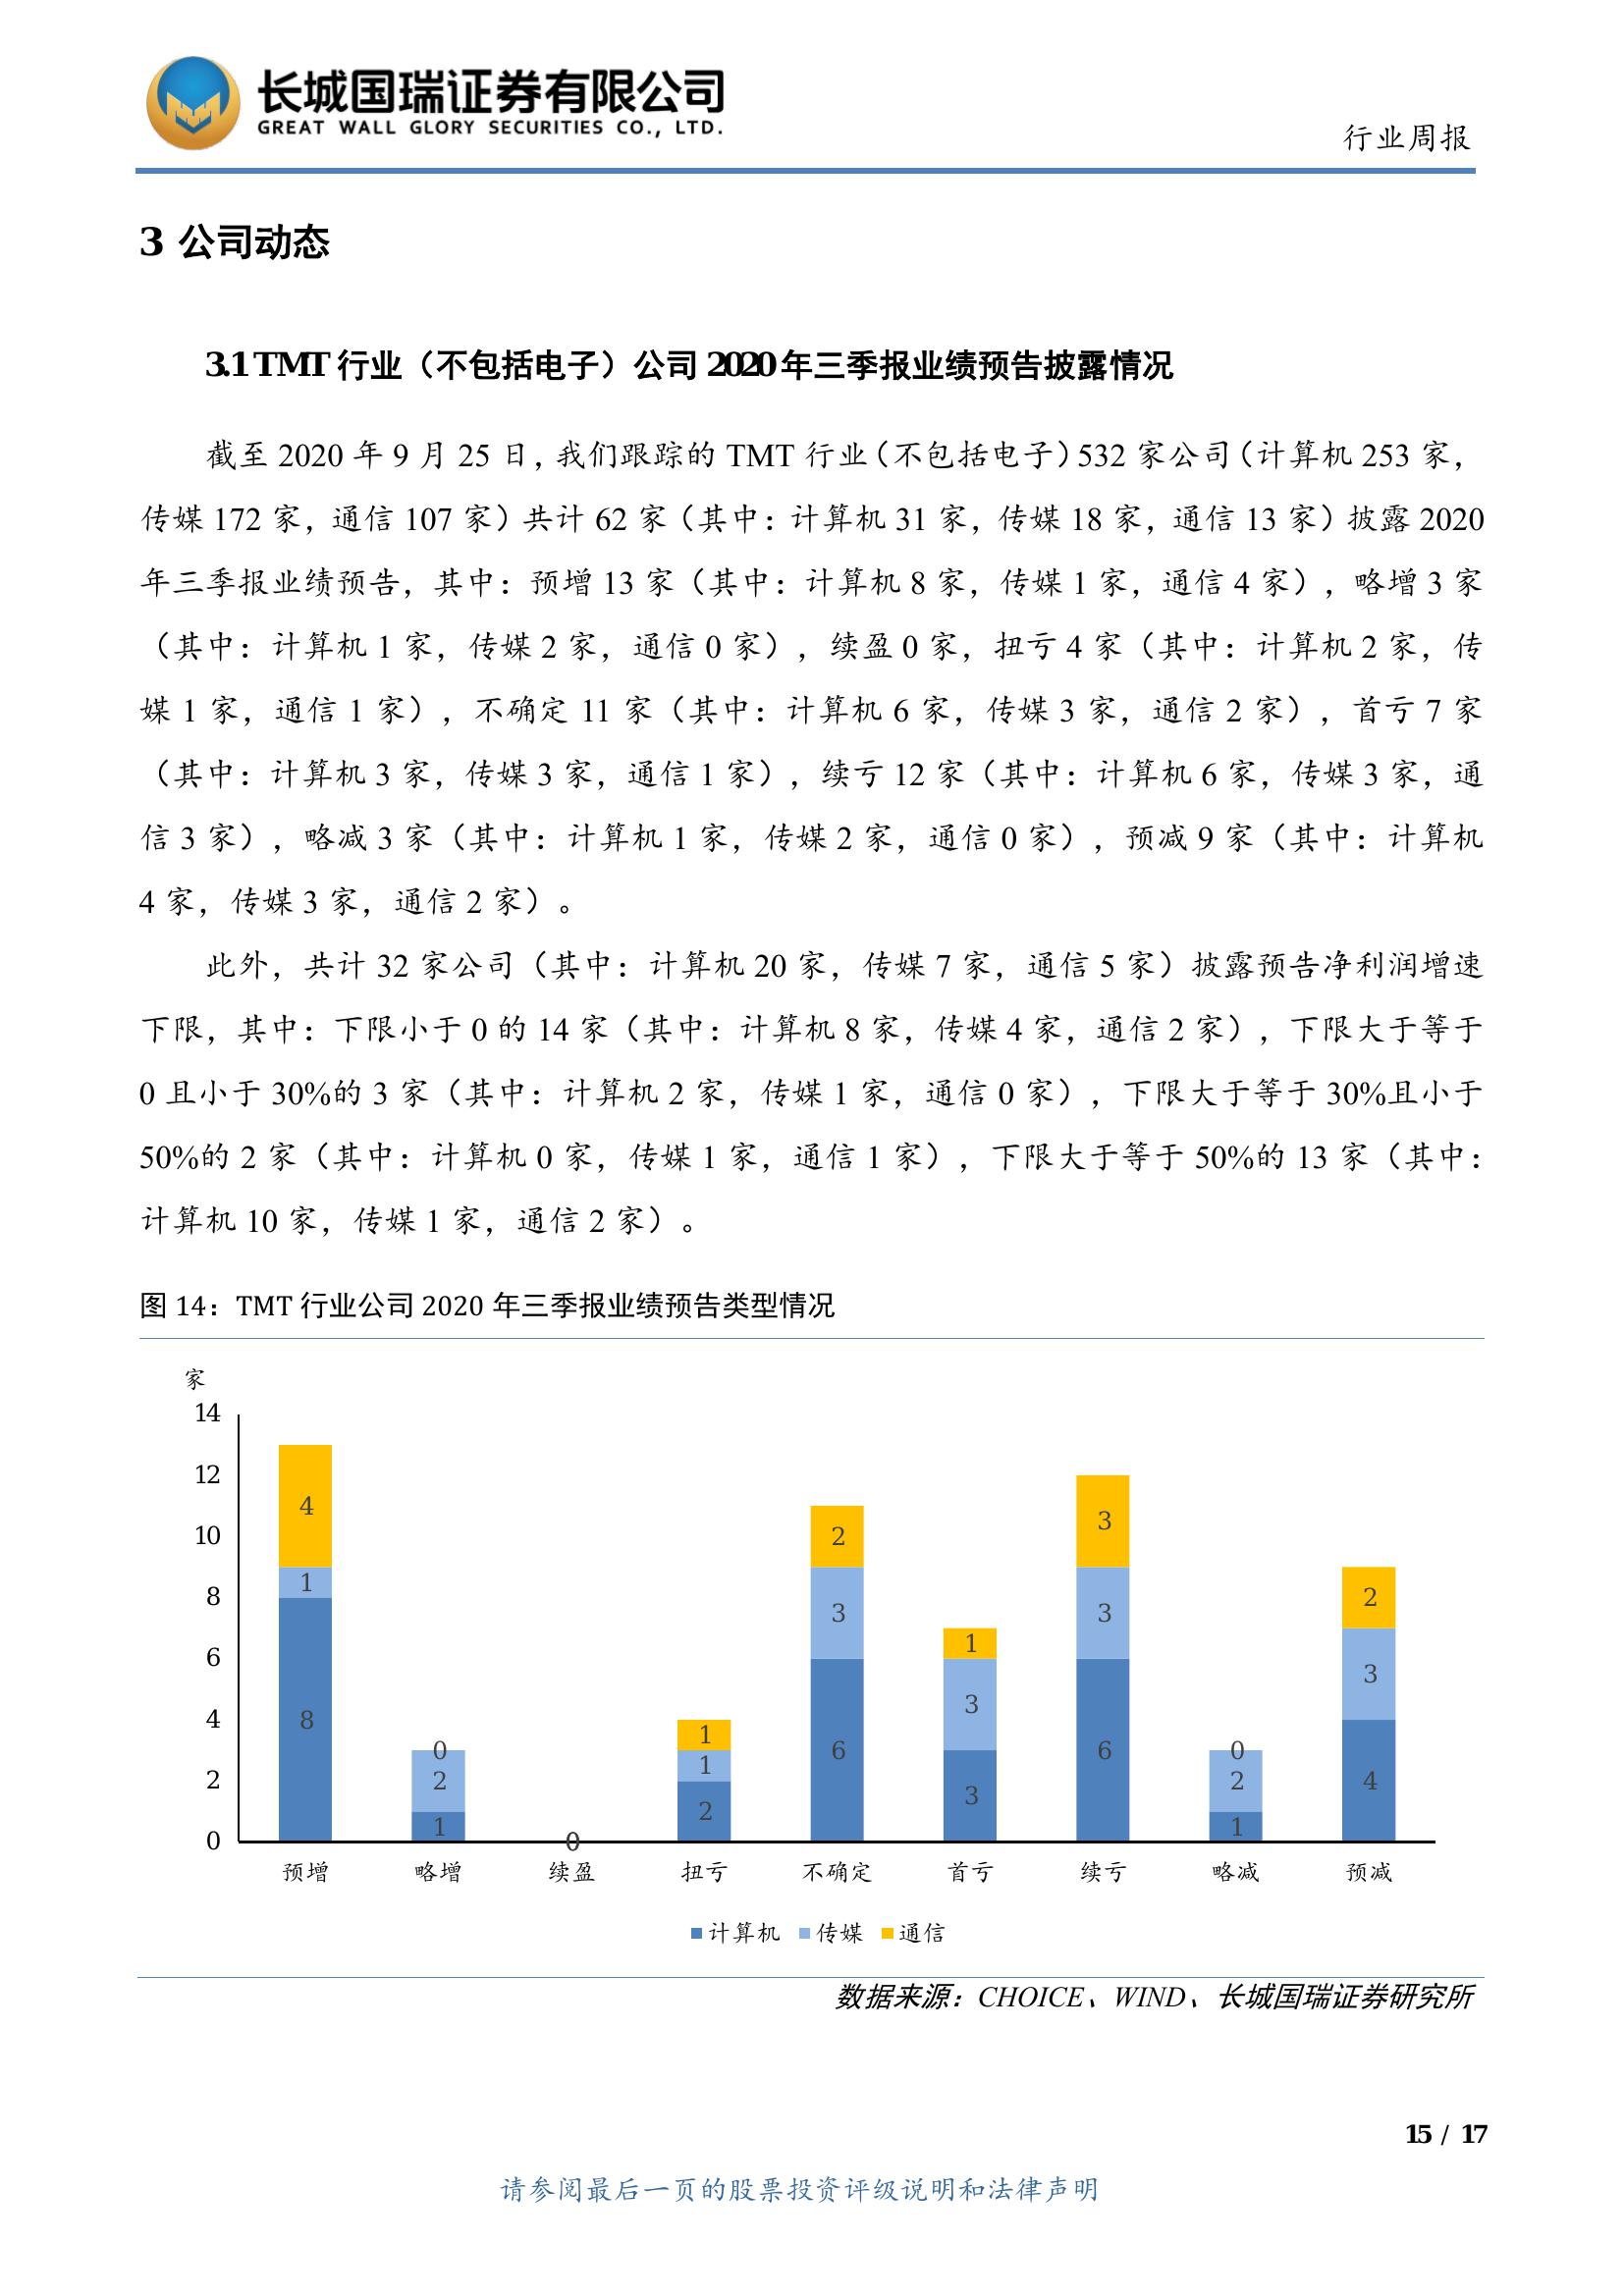 长城国瑞证券有限公司
GREAT WALL GLORY SECURITIES CO., LTD.
行业周报
3 公司动态
3.1 TMT 行业（不包括电子）公司 2020 年三季报业绩预告披露情况
截至 2020 年 9 月 25 日，我们跟踪的 TMT 行业（不包括电子）532 家公司（计算机 253 家，
传媒 172 家，通信 107 家）共计 62 家（其中：计算机 31 家，传媒 18 家，通信 13 家）披露 2020
年三季报业绩预告，其中：预增 13 家（其中：计算机 8 家，传媒 1 家，通信 4 家），略增 3 家
（其中：计算机 1 家，传媒 2 家，通信 0 家），续盈 0 家，扭亏 4 家（其中：计算机 2 家，传
媒 1 家，通信 1 家），不确定 11 家（其中：计算机 6 家，传媒 3 家，通信 2 家），首亏 7 家
（其中：计算机 3 家，传媒 3 家，通信 1 家），续亏 12 家（其中：计算机 6 家，传媒 3 家，通
信 3 家），略减 3 家（其中：计算机 1 家，传媒 2 家，通信 0 家），预减 9 家（其中：计算机
4 家，传媒 3 家，通信 2 家）。
此外，共计 32 家公司（其中：计算机 20 家，传媒 7 家，通信 5 家）披露预告净利润增速
下限，其中：下限小于 0 的 14 家（其中：计算机 8 家，传媒 4 家，通信 2 家），下限大于等于
0 且小于 30%的 3 家（其中：计算机 2 家，传媒 1 家，通信 0 家），下限大于等于 30%且小于
50%的 2 家（其中：计算机 0 家，传媒 1 家，通信 1 家），下限大于等于 50%的 13 家（其中：
计算机 10 家，传媒 1 家，通信 2 家）。
图 14：TMT 行业公司 2020 年三季报业绩预告类型情况
家
14
12
10
8
6
4
2
0
4
1
8
0
2
1
0
1
1
2
2
3
6
1
3
3
3
3
6
0
2
1
2
3
4
预增 略增 续盈 扭亏 不确定 首亏 续亏 略减 预减
计算机 传媒 通信
数据来源：CHOICE、WIND、长城国瑞证券研究所
15 / 17
请参阅最后一页的股票投资评级说明和法律声明